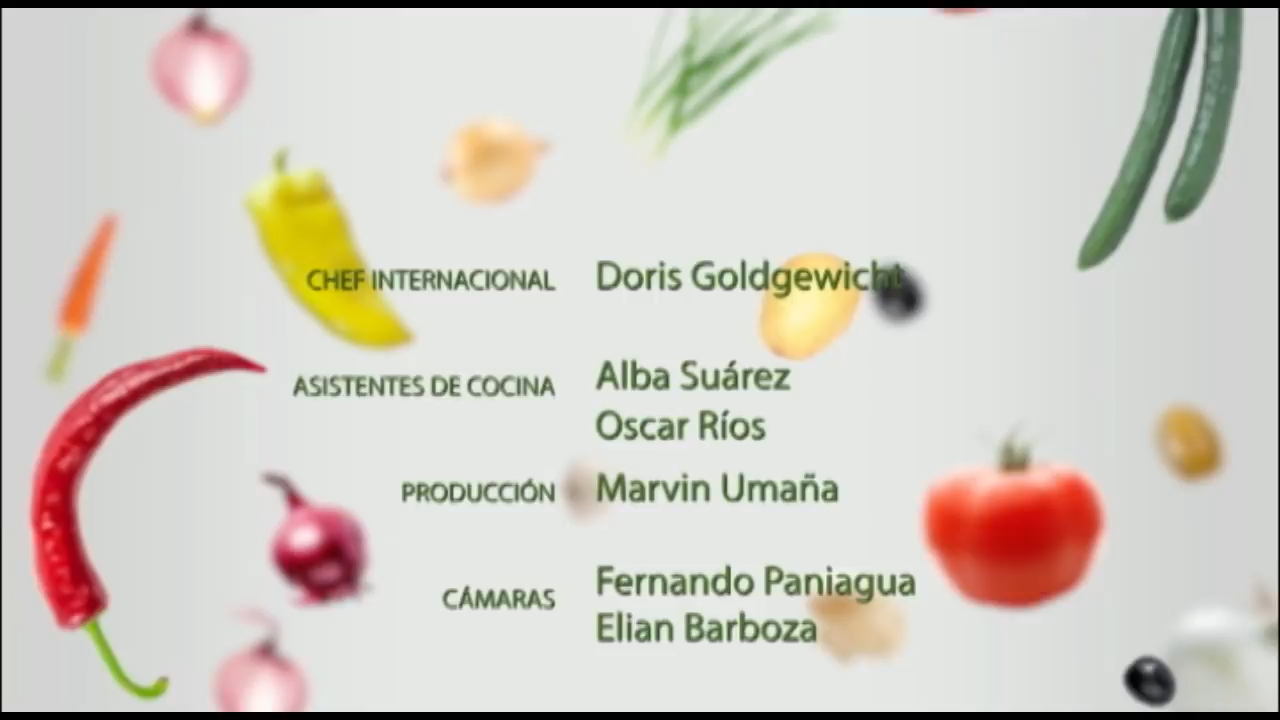 CHEF INTERNACIONAL Doris Goldgewicht
ASISTENTES DE COCINA Alba Suárez
Oscar Ríos
PRODUCCIÓN Marvin Umaña
CÁMARAS Fernando Paniagua
Elian Barboza